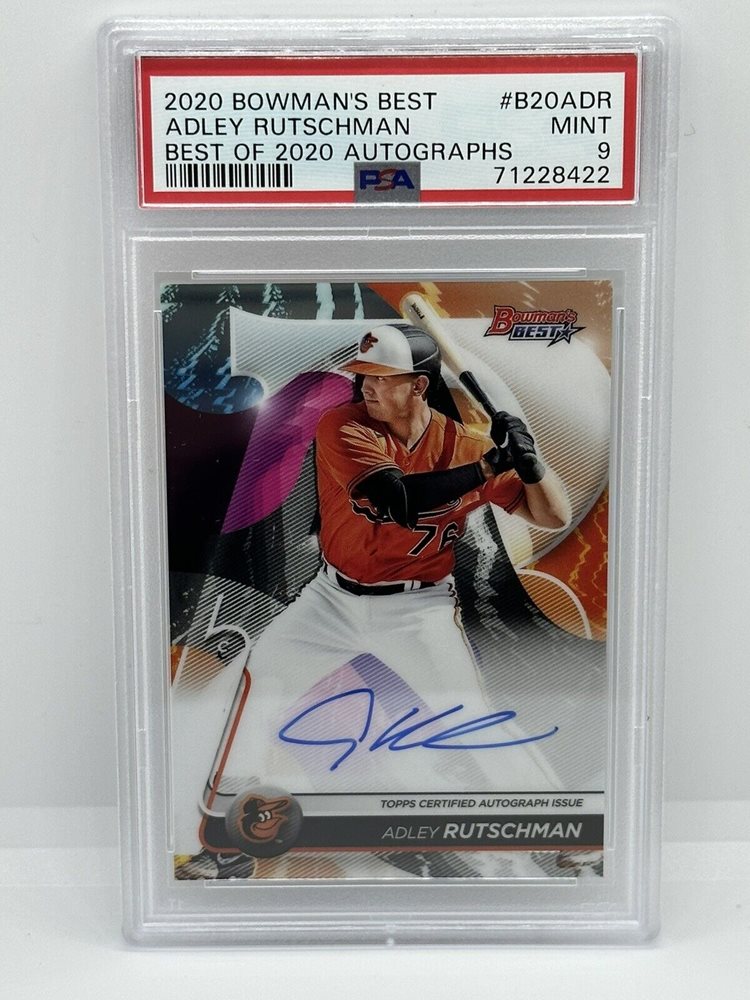 2020 BOWMAN'S BEST #B20ADR
ADLEY RUTSCHMAN MINT
BEST OF 2020 AUTOGRAPHS 9
PSA 71228422
Bowman's
BEST
76
TOPPS CERTIFIED AUTOGRAPH ISSUE
ADLEY RUTSCHMAN